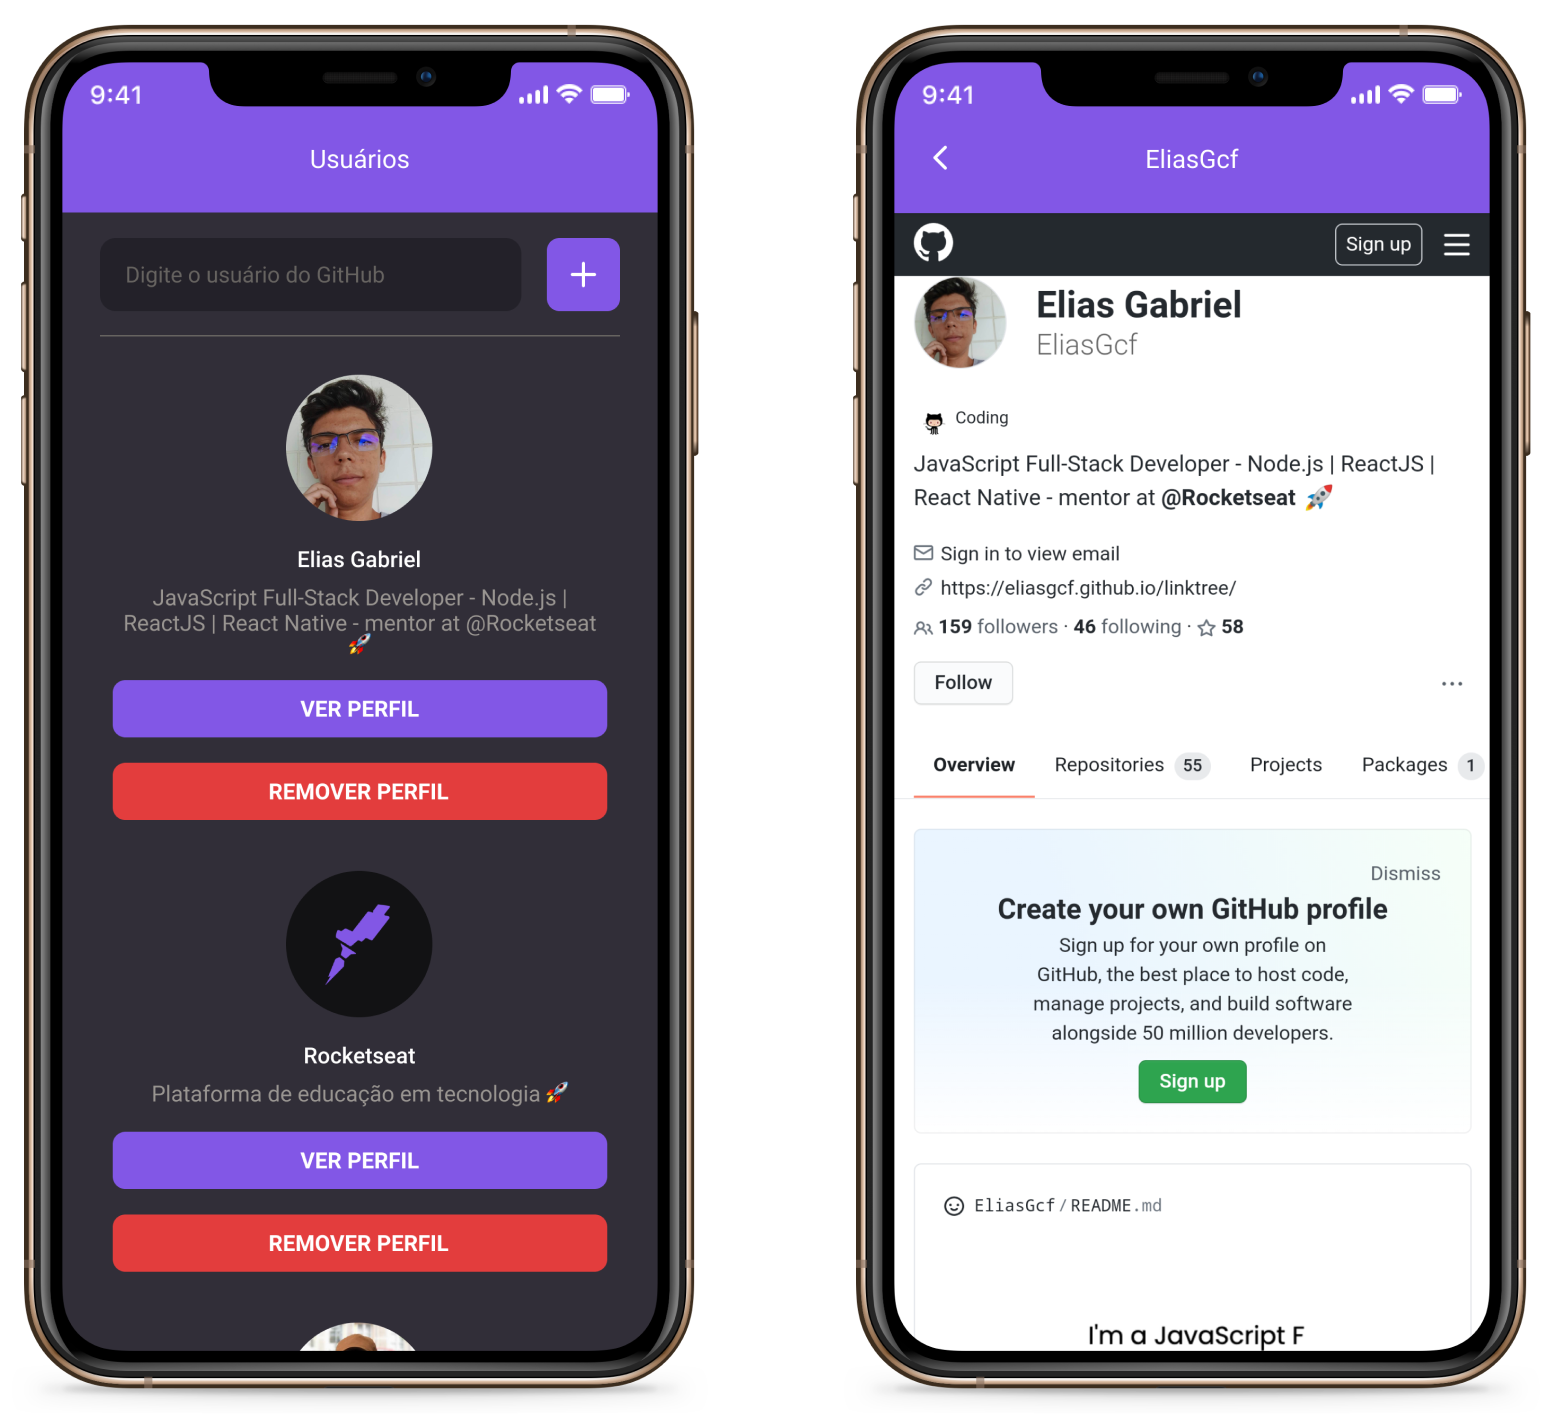 9:41
Usuários
Digite o usuário do GitHub
Elias Gabriel
JavaScript Full-Stack Developer - Node.js |
ReactJS | React Native - mentor at @Rocketseat
🚀
VER PERFIL
REMOVER PERFIL
Rocketseat
Plataforma de educação em tecnologia 🚀
VER PERFIL
REMOVER PERFIL
9:41
EliasGcf
Sign up
Elias Gabriel
EliasGcf
Coding
JavaScript Full-Stack Developer - Node.js | ReactJS |
React Native - mentor at @Rocketseat 🚀
Sign in to view email
https://eliasgcf.github.io/linktree/
159 followers · 46 following · 58
Follow
...
Overview Repositories 55 Projects Packages 1
Dismiss
Create your own GitHub profile
Sign up for your own profile on
GitHub, the best place to host code,
manage projects, and build software
alongside 50 million developers.
Sign up
EliasGcf / README.md
I'm a JavaScript F